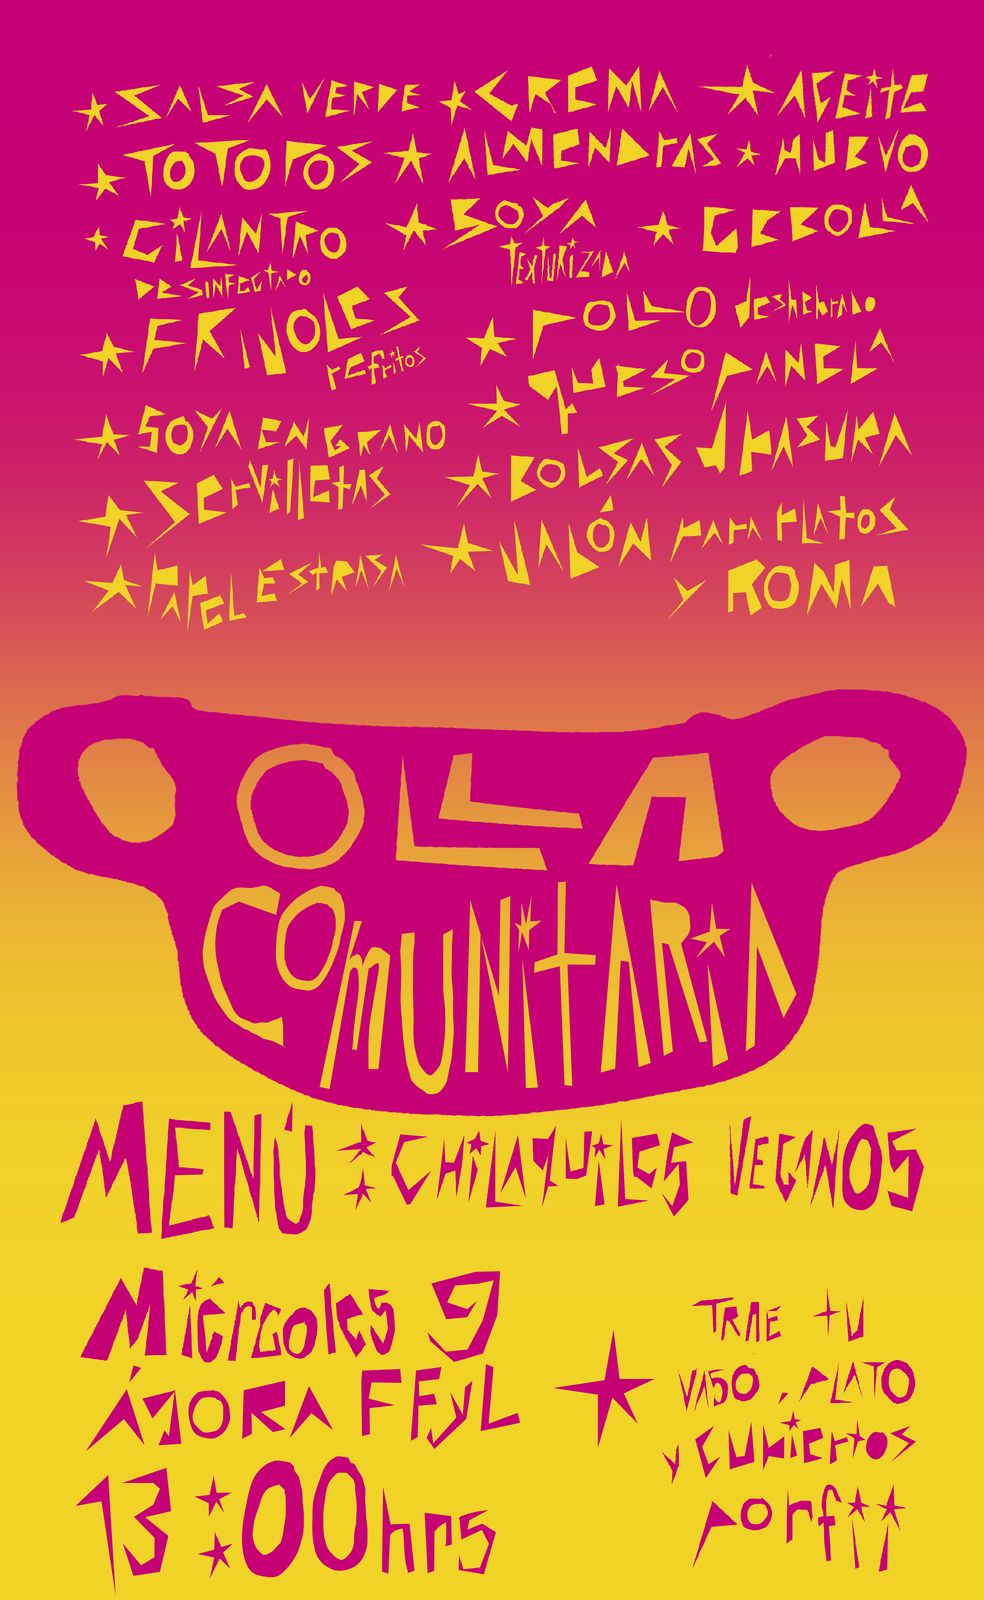 SALSA VERDE CREMA ACEite
TOTOPOS ALMENDRAS HUEVO
CiLANTRO SOYA CEBOLLA
DESINFECTADO TEXTURIZADA
FRIJOLES POLLO deshebrado
refritos QUESO PANELA
SOYA EN GRANO BOLSAS d BASURA
Servilletas JABÓN PARA PLAtos
PAPEL EStRASA y ROMA
OLLA
COmUNitARiA
MENÚ: CHiLAQUiLES VEGANOS
Miércoles 9
ÁGORA FFyL
13:00hrs
TRAE tU
VASO, PLATO
y cubiertos
porfii